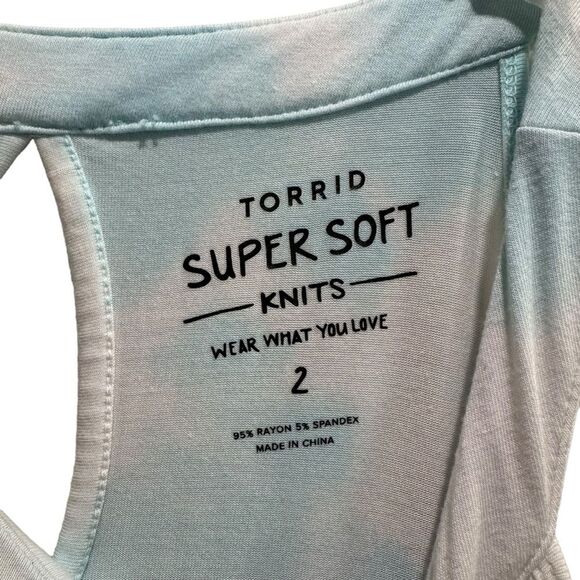 TORRID
SUPER SOFT
KNITS
WEAR WHAT YOU LOVE
2
95% RAYON 5% SPANDEX
MADE IN CHINA